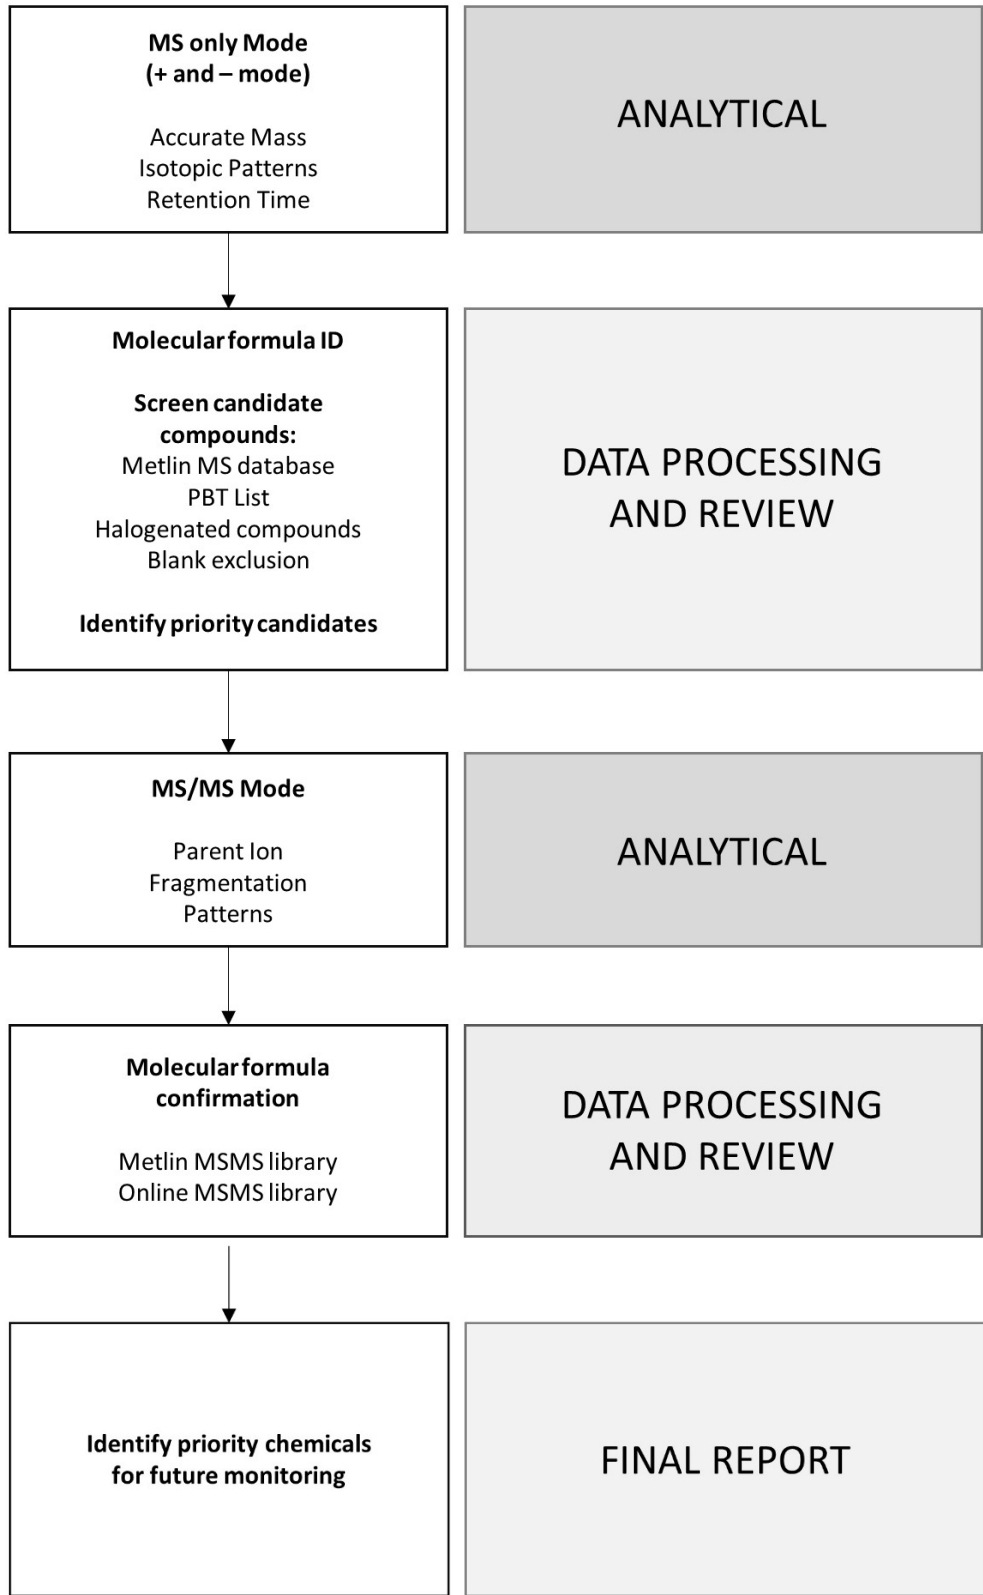 MS only Mode
(+ and – mode)
Accurate Mass
Isotopic Patterns
Retention Time
ANALYTICAL
Molecular formula ID
Screen candidate
compounds:
Metlin MS database
PBT List
Halogenated compounds
Blank exclusion
Identify priority candidates
DATA PROCESSING
AND REVIEW
MS/MS Mode
Parent Ion
Fragmentation
Patterns
ANALYTICAL
Molecular formula
confirmation
Metlin MSMS library
Online MSMS library
DATA PROCESSING
AND REVIEW
Identify priority chemicals
for future monitoring
FINAL REPORT